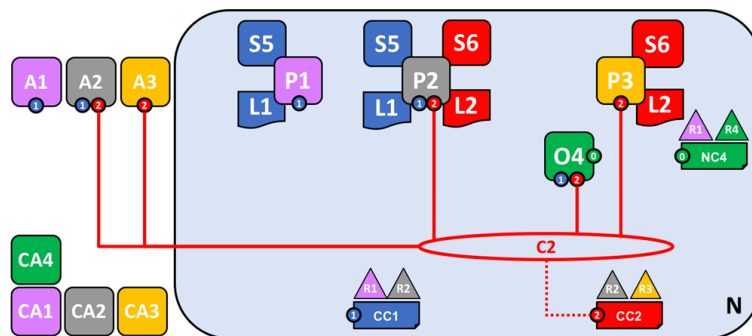 S5
S5
S6
S6
A1
A2
A3
P1
P2
P3
1
1
2
2
1
1
2
2
L1
L1
L2
L2
R1
R4
O4
0
0
NC4
1
2
C2
CA4
R1
R2
R2
R3
CA1
CA2
CA3
1
CC1
2
CC2
N